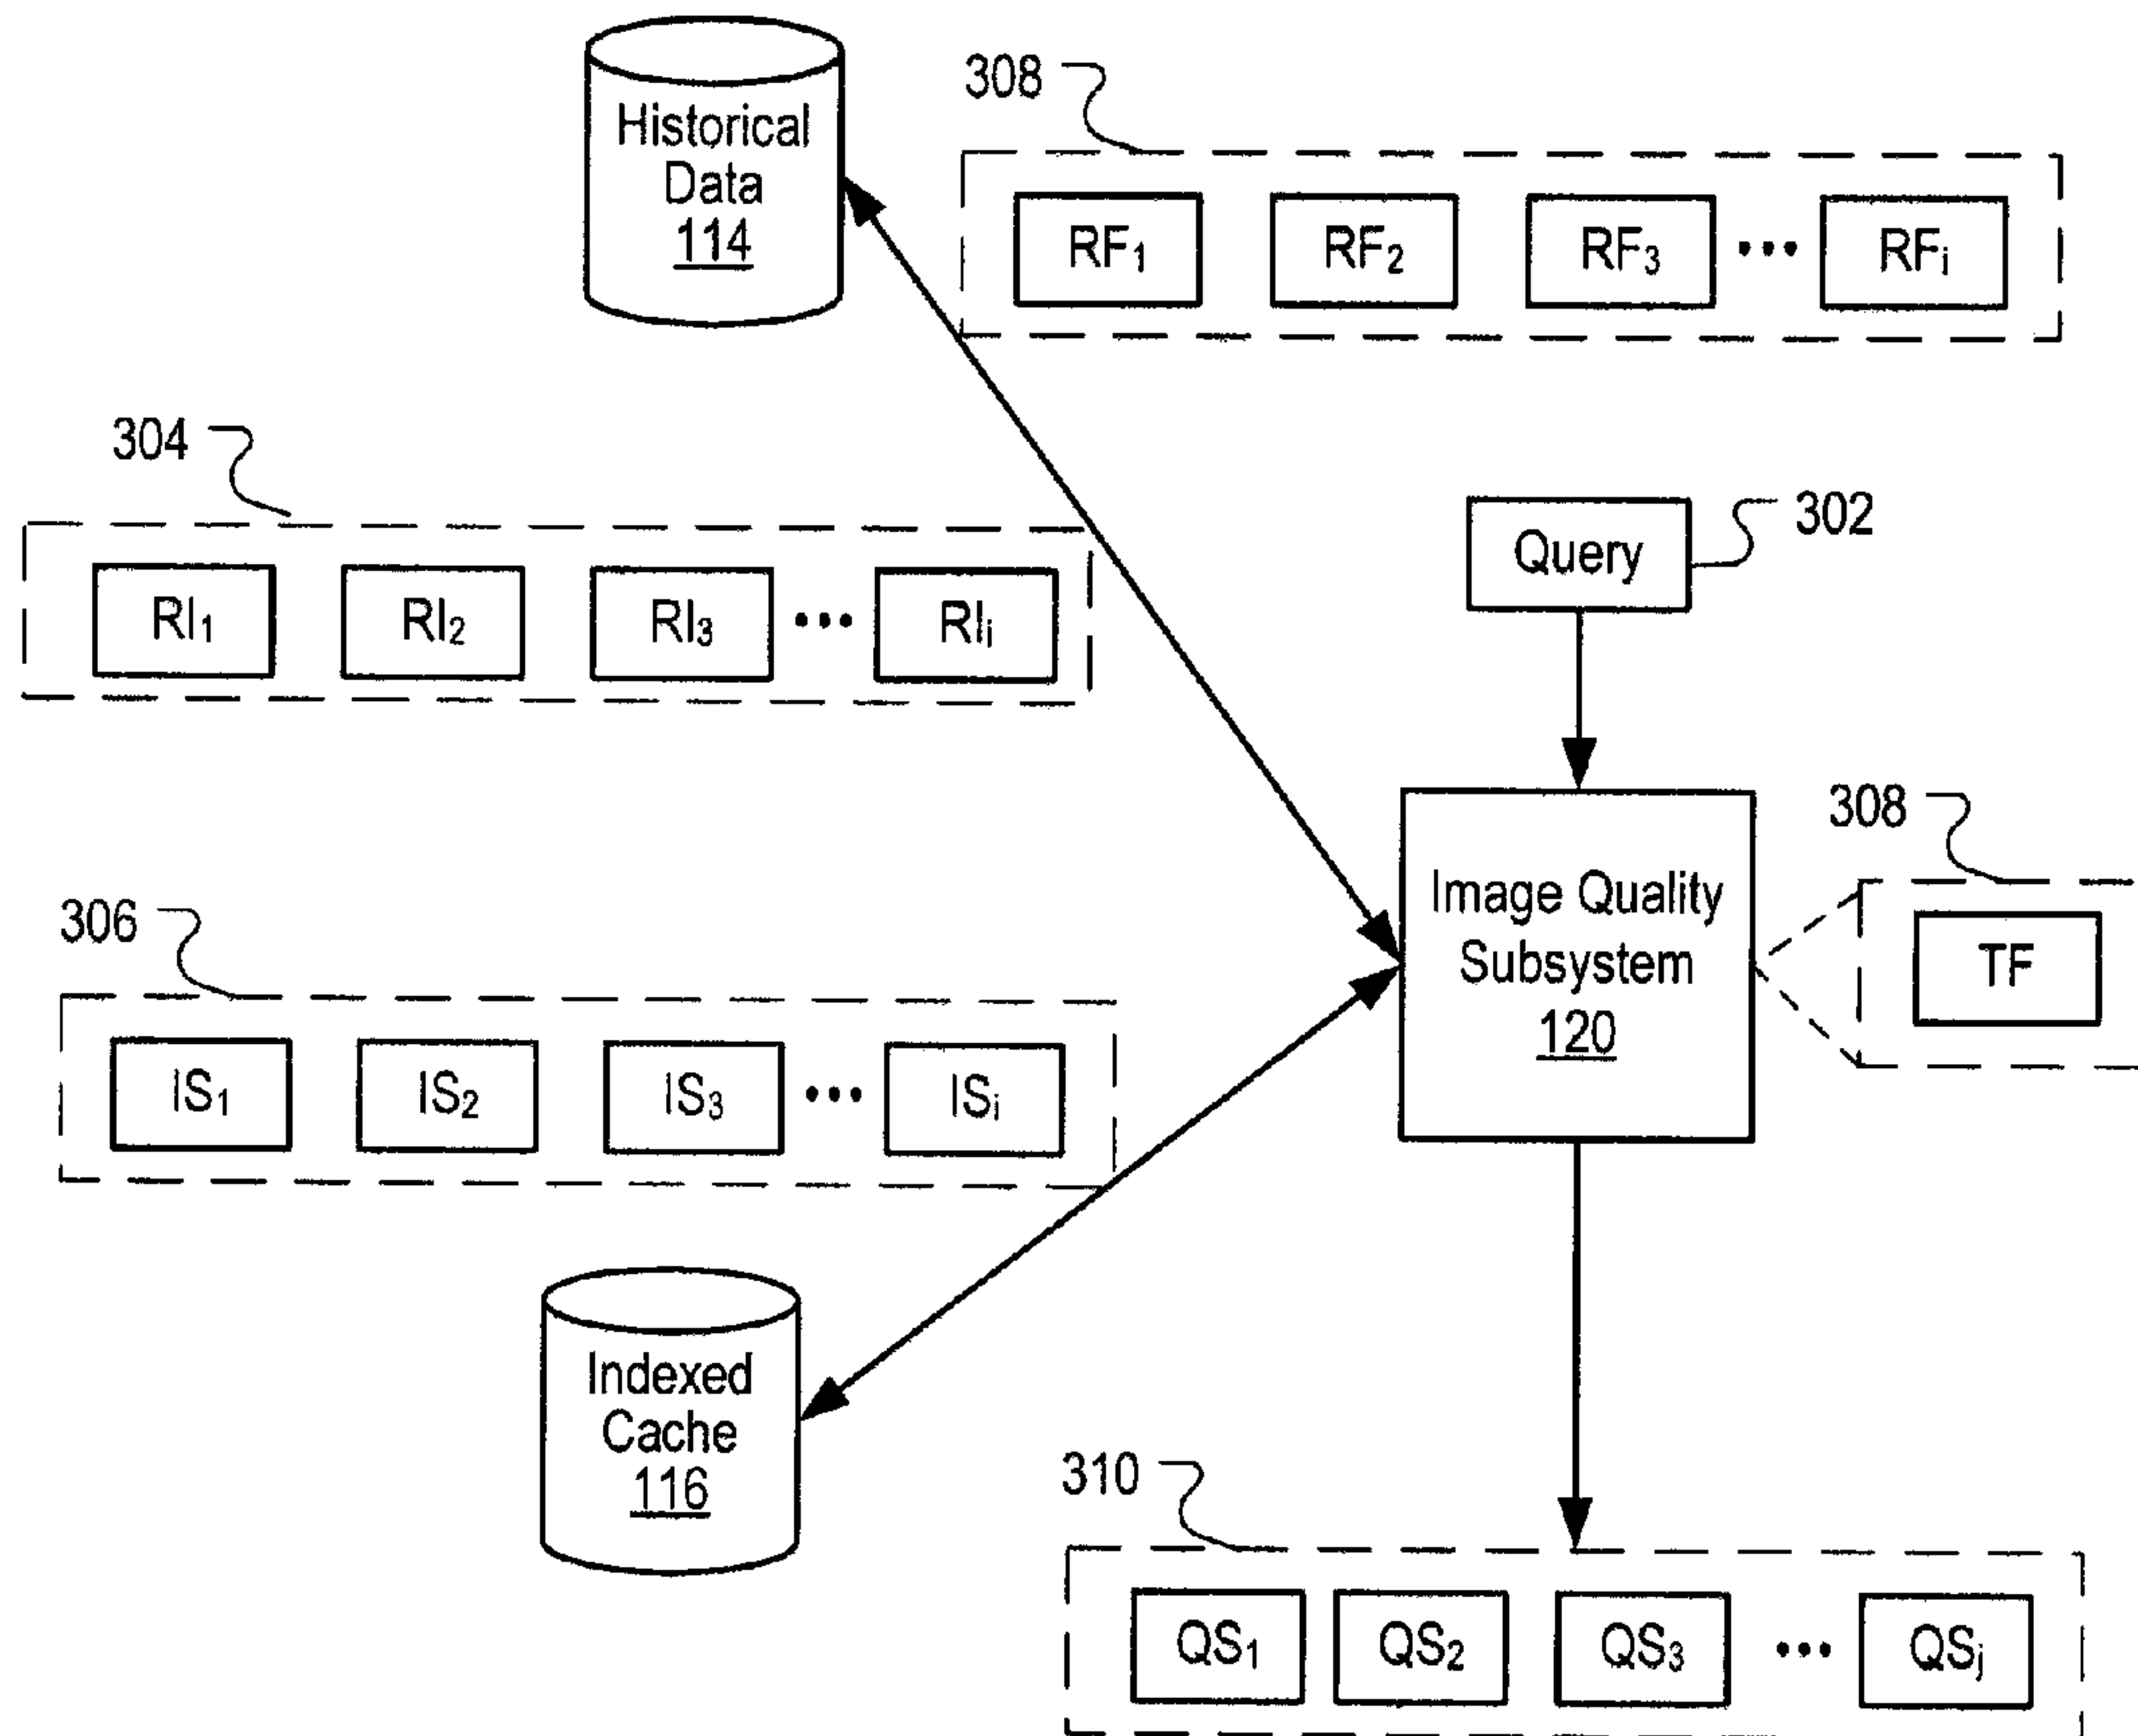 Historical
Data
114
308
RF1 RF2 RF3 ••• RFi
304
RI1 RI2 RI3 ••• RIi
Query
302
Image Quality
Subsystem
120
308
TF
306
IS1 IS2 IS3 ••• ISi
Indexed
Cache
116
310
QS1 QS2 QS3 ••• QSj